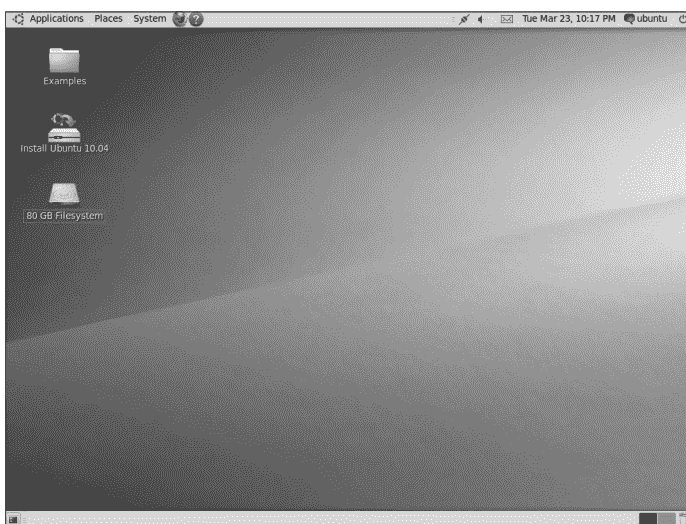 Applications Places System ? Tue Mar 23, 10:17 PM ubuntu
Examples
Install Ubuntu 10.04
80 GB Filesystem